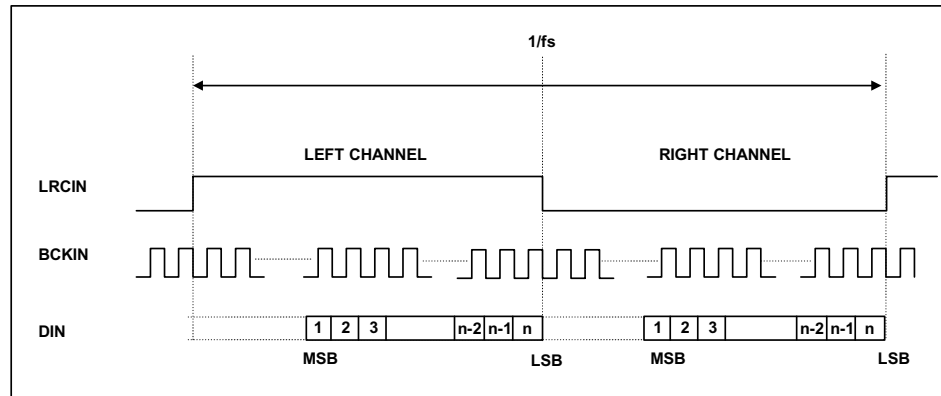 1/fs
LEFT CHANNEL RIGHT CHANNEL
LRCIN
BCKIN
DIN 1 2 3 n-2 n-1 n 1 2 3 n-2 n-1 n
MSB LSB MSB LSB